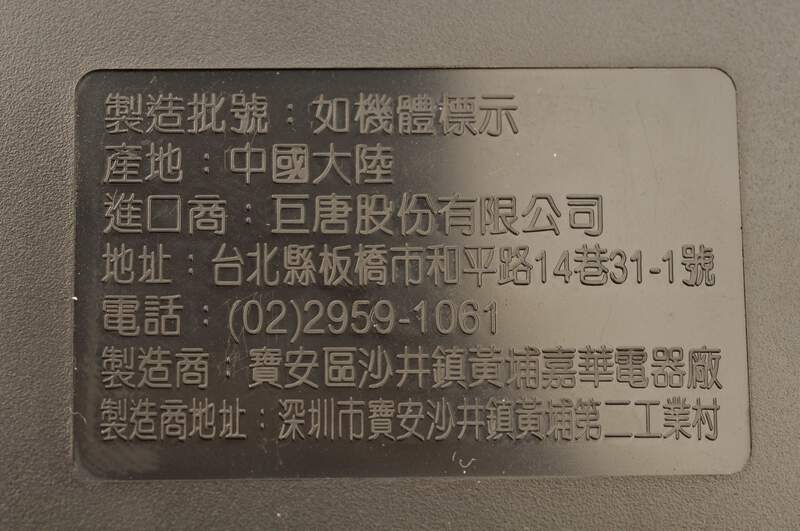 製造批號：如機體標示
產地：中國大陸
進口商：巨唐股份有限公司
地址：台北縣板橋市和平路14巷31-1號
電話：(02)2959-1061
製造商：寶安區沙井鎮黃埔嘉華電器廠
製造商地址：深圳市寶安沙井鎮黃埔第二工業村